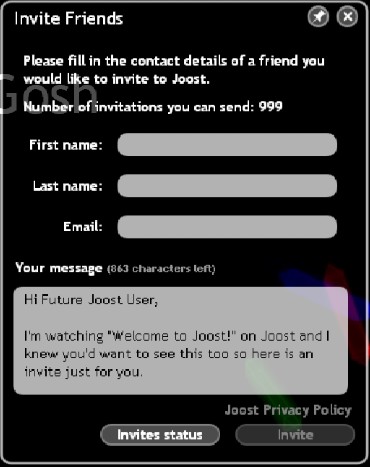 Invite Friends
Please fill in the contact details of a friend you
would like to invite to Joost.
Gosh
Number of invitations you can send: 999
First name:
Last name:
Email:
Your message (863 characters left)
Hi Future Joost User,
I'm watching "Welcome to Joost!" on Joost and I
knew you'd want to see this too so here is an
invite just for you.
Joost Privacy Policy
Invites status
Invite